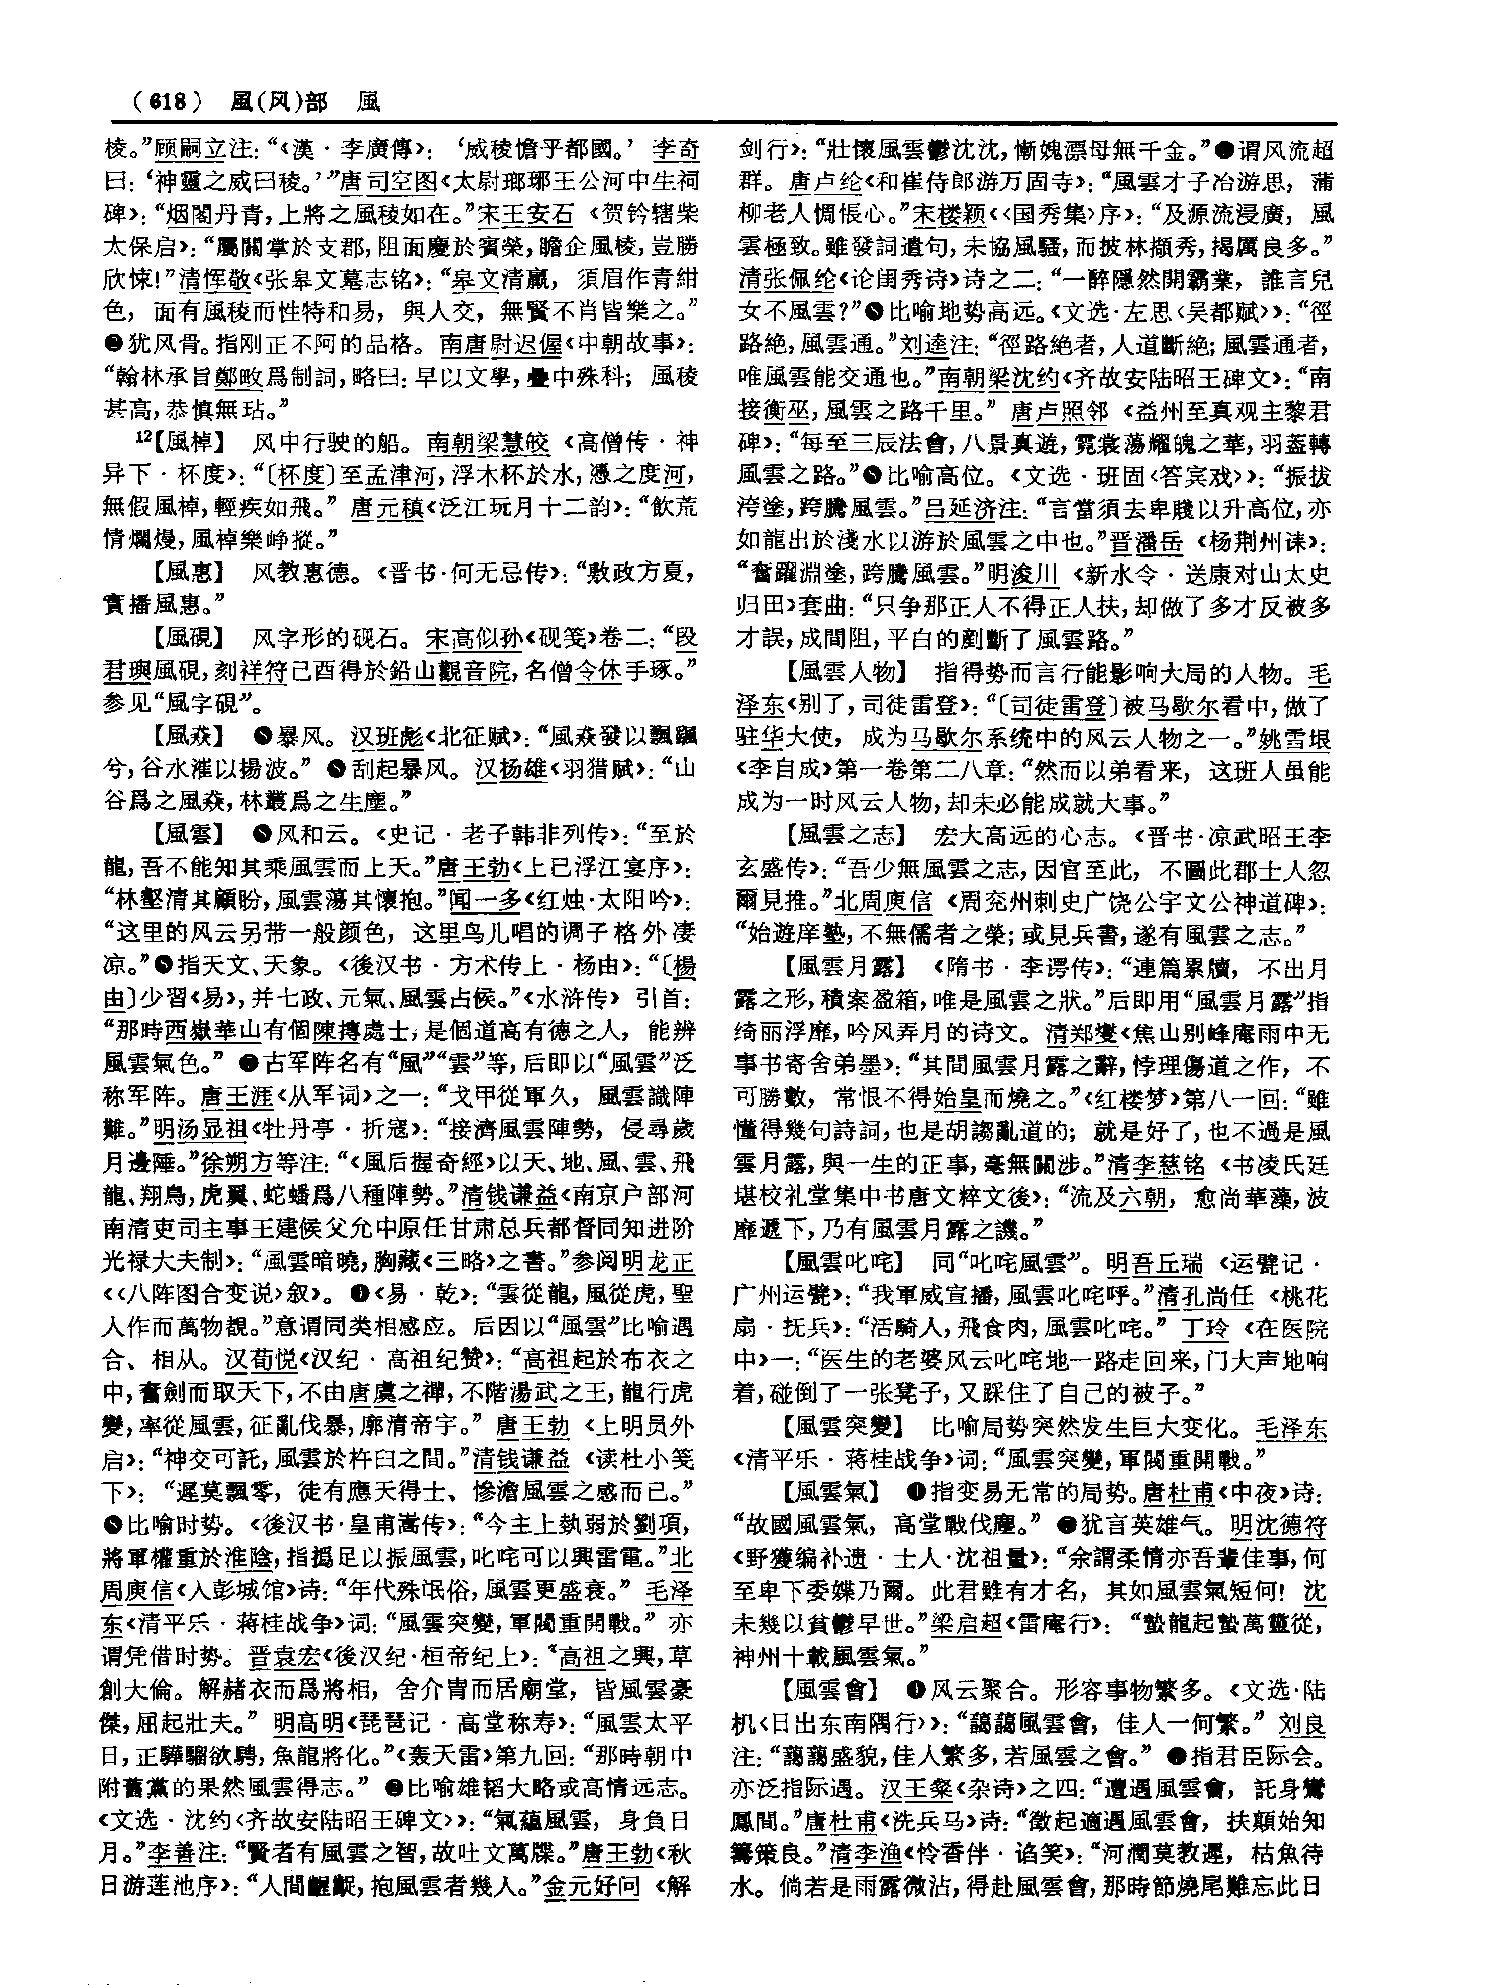 （618） 風(风)部 風
棱。”顾嗣立注：“《漢·李廣傳》：‘威稜憺乎都國。’李奇
曰：‘神靈之威曰稜。’”唐司空图《太尉瑯琊王公河中生祠
碑》：“烟閣丹青，上將之風稜如在。”宋王安石《贺钤辖柴
太保启》：“屬關掌於支郡，阻面慶於賓榮，瞻企風棱，豈勝
欣悚！”清恽敬《张皋文墓志铭》：“皋文清羸，須眉作青紺
色，面有風稜而性特和易，與人交，無賢不肖皆樂之。”
❷犹风骨。指刚正不阿的品格。南唐尉迟偓《中朝故事》：
“翰林承旨鄭畋爲制詞，略曰：早以文學，疊中殊科；風稜
甚高，恭慎無玷。”
12【風棹】 风中行驶的船。南朝梁慧皎《高僧传·神
异下·杯度》：“〔杯度〕至孟津河，浮木杯於水，憑之度河，
無假風棹，輕疾如飛。”唐元稹《泛江玩月十二韵》：“飲荒
情爛熳，風棹樂崢摐。”
【風惠】 风教惠德。《晋书·何无忌传》：“敷政方夏，
實播風惠。”
【風硯】 风字形的砚石。宋高似孙《砚笺》卷二：“段
君璵風硯，刻祥符己酉得於鉛山觀音院，名僧令休手琢。”
参见“風字硯”。
【風猋】 ❶暴风。汉班彪《北征赋》：“風猋發以飄飖
兮，谷水漼以揚波。”❷刮起暴风。汉扬雄《羽猎赋》：“山
谷爲之風猋，林叢爲之生塵。”
【風雲】 ❶风和云。《史记·老子韩非列传》：“至於
龍，吾不能知其乘風雲而上天。”唐王勃《上巳浮江宴序》：
“林壑清其顧盼，風雲蕩其懷抱。”闻一多《红烛·太阳吟》：
“这里的风云另带一般颜色，这里鸟儿唱的调子格外凄
凉。”❷指天文、天象。《後汉书·方术传上·杨由》：“〔楊
由〕少習《易》，并七政、元氣、風雲占候。”《水浒传》引首：
“那時西嶽華山有個陳摶處士，是個道高有德之人，能辨
風雲氣色。”❸古军阵名有“風”“雲”等，后即以“風雲”泛
称军阵。唐王涯《从军词》之一：“戈甲從軍久，風雲識陣
難。”明汤显祖《牡丹亭·折寇》：“接濟風雲陣勢，侵尋歲
月邊陲。”徐朔方等注：“《風后握奇經》以天、地、風、雲、飛
龍、翔鳥，虎翼、蛇蟠爲八種陣勢。”清钱谦益《南京户部河
南清吏司主事王建侯父允中原任甘肃总兵都督同知进阶
光禄大夫制》：“風雲暗曉，胸藏《三略》之書。”参阅明龙正
《〈八阵图合变说〉叙》。❹《易·乾》：“雲從龍，風從虎，聖
人作而萬物覩。”意谓同类相感应。后因以“風雲”比喻遇
合、相从。汉荀悦《汉纪·高祖纪赞》：“高祖起於布衣之
中，奮劍而取天下，不由唐虞之禪，不階湯武之王，龍行虎
變，率從風雲，征亂伐暴，廓清帝宇。”唐王勃《上明员外
启》：“神交可託，風雲於杵臼之間。”清钱谦益《读杜小笺
下》：“遲莫飄零，徒有應天得士、慘澹風雲之感而已。”
❺比喻时势。《後汉书·皇甫嵩传》：“今主上埶弱於劉項，
將軍權重於淮陰，指撝足以振風雲，叱咤可以興雷電。”北
周庾信《入彭城馆》诗：“年代殊氓俗，風雲更盛衰。”毛泽
东《清平乐·蒋桂战争》词：“風雲突變，軍閥重開戰。”亦
谓凭借时势。晋袁宏《後汉纪·桓帝纪上》：“高祖之興，草
創大倫。解赭衣而爲將相，舍介胄而居廟堂，皆風雲豪
傑，屈起壯夫。”明高明《琵琶记·高堂称寿》：“風雲太平
日，正驊騮欲騁，魚龍將化。”《轰天雷》第九回：“那時朝中
附舊黨的果然風雲得志。”❻比喻雄韬大略或高情远志。
《文选·沈约〈齐故安陆昭王碑文〉》：“氣蘊風雲，身負日
月。”李善注：“賢者有風雲之智，故吐文萬牒。”唐王勃《秋
日游莲池序》：“人間齷齪，抱風雲者幾人。”金元好问《解
剑行》：“壯懷風雲鬱沈沈，慚媿漂母無千金。”❼谓风流超
群。唐卢纶《和崔侍郎游万固寺》：“風雲才子冶游思，蒲
柳老人惆悵心。”宋楼颖《〈国秀集〉序》：“及源流浸廣，風
雲極致。雖發詞遣句，未協風騷，而披林擷秀，揭厲良多。”
清张佩纶《论闺秀诗》诗之二：“一醉隱然開霸業，誰言兒
女不風雲？”❽比喻地势高远。《文选·左思〈吴都赋〉》：“徑
路絶，風雲通。”刘逵注：“徑路絶者，人道斷絶；風雲通者，
唯風雲能交通也。”南朝梁沈约《齐故安陆昭王碑文》：“南
接衡巫，風雲之路千里。”唐卢照邻《益州至真观主黎君
碑》：“每至三辰法會，八景真遊，霓裳蕩耀魄之華，羽蓋轉
風雲之路。”❾比喻高位。《文选·班固〈答宾戏〉》：“振拔
洿塗，跨騰風雲。”吕延济注：“言當須去卑賤以升高位，亦
如龍出於淺水以游於風雲之中也。”晋潘岳《杨荆州诔》：
“奮躍淵塗，跨騰風雲。”明浚川《新水令·送康对山太史
归田》套曲：“只争那正人不得正人扶，却做了多才反被多
才誤，成間阻，平白的剷斷了風雲路。”
【風雲人物】 指得势而言行能影响大局的人物。毛
泽东《别了，司徒雷登》：“〔司徒雷登〕被马歇尔看中，做了
驻华大使，成为马歇尔系统中的风云人物之一。”姚雪垠
《李自成》第一卷第二八章：“然而以弟看来，这班人虽能
成为一时风云人物，却未必能成就大事。”
【風雲之志】 宏大高远的心志。《晋书·凉武昭王李
玄盛传》：“吾少無風雲之志，因官至此，不圖此郡士人忽
爾見推。”北周庾信《周兖州刺史广饶公宇文公神道碑》：
“始遊庠塾，不無儒者之榮；或見兵書，遂有風雲之志。”
【風雲月露】 《隋书·李谔传》：“連篇累牘，不出月
露之形，積案盈箱，唯是風雲之狀。”后即用“風雲月露”指
绮丽浮靡，吟风弄月的诗文。清郑燮《焦山别峰庵雨中无
事书寄舍弟墨》：“其間風雲月露之辭，悖理傷道之作，不
可勝數，常恨不得始皇而燒之。”《红楼梦》第八一回：“雖
懂得幾句詩詞，也是胡謅亂道的；就是好了，也不過是風
雲月露，與一生的正事，毫無關涉。”清李慈铭《书凌氏廷
堪校礼堂集中书唐文粹文後》：“流及六朝，愈尚華藻，波
靡遞下，乃有風雲月露之譏。”
【風雲叱咤】 同“叱咤風雲”。明吾丘瑞《运甓记·
广州运甓》：“我軍威宣播，風雲叱咤呼。”清孔尚任《桃花
扇·抚兵》：“活騎人，飛食肉，風雲叱咤。”丁玲《在医院
中》一：“医生的老婆风云叱咤地一路走回来，门大声地响
着，碰倒了一张凳子，又踩住了自己的被子。”
【風雲突變】 比喻局势突然发生巨大变化。毛泽东
《清平乐·蒋桂战争》词：“風雲突變，軍閥重開戰。”
【風雲氣】 ❶指变易无常的局势。唐杜甫《中夜》诗：
“故國風雲氣，高堂戰伐塵。”❷犹言英雄气。明沈德符
《野獲编补遗·士人·沈祖量》：“余謂柔情亦吾輩佳事，何
至卑下委媟乃爾。此君雖有才名，其如風雲氣短何！沈
未幾以貧鬱早世。”梁启超《雷庵行》：“蟄龍起蟄萬靈從，
神州十載風雲氣。”
【風雲會】 ❶风云聚合。形容事物繁多。《文选·陆
机〈日出东南隅行〉》：“藹藹風雲會，佳人一何繁。”刘良
注：“藹藹盛貌，佳人繁多，若風雲之會。”❷指君臣际会。
亦泛指际遇。汉王粲《杂诗》之四：“遭遇風雲會，託身鸞
鳳間。”唐杜甫《洗兵马》诗：“徵起適遇風雲會，扶顛始知
籌策良。”清李渔《怜香伴·谄笑》：“河潤莫教遲，枯魚待
水。倘若是雨露微沾，得赴風雲會，那時節燒尾難忘此日